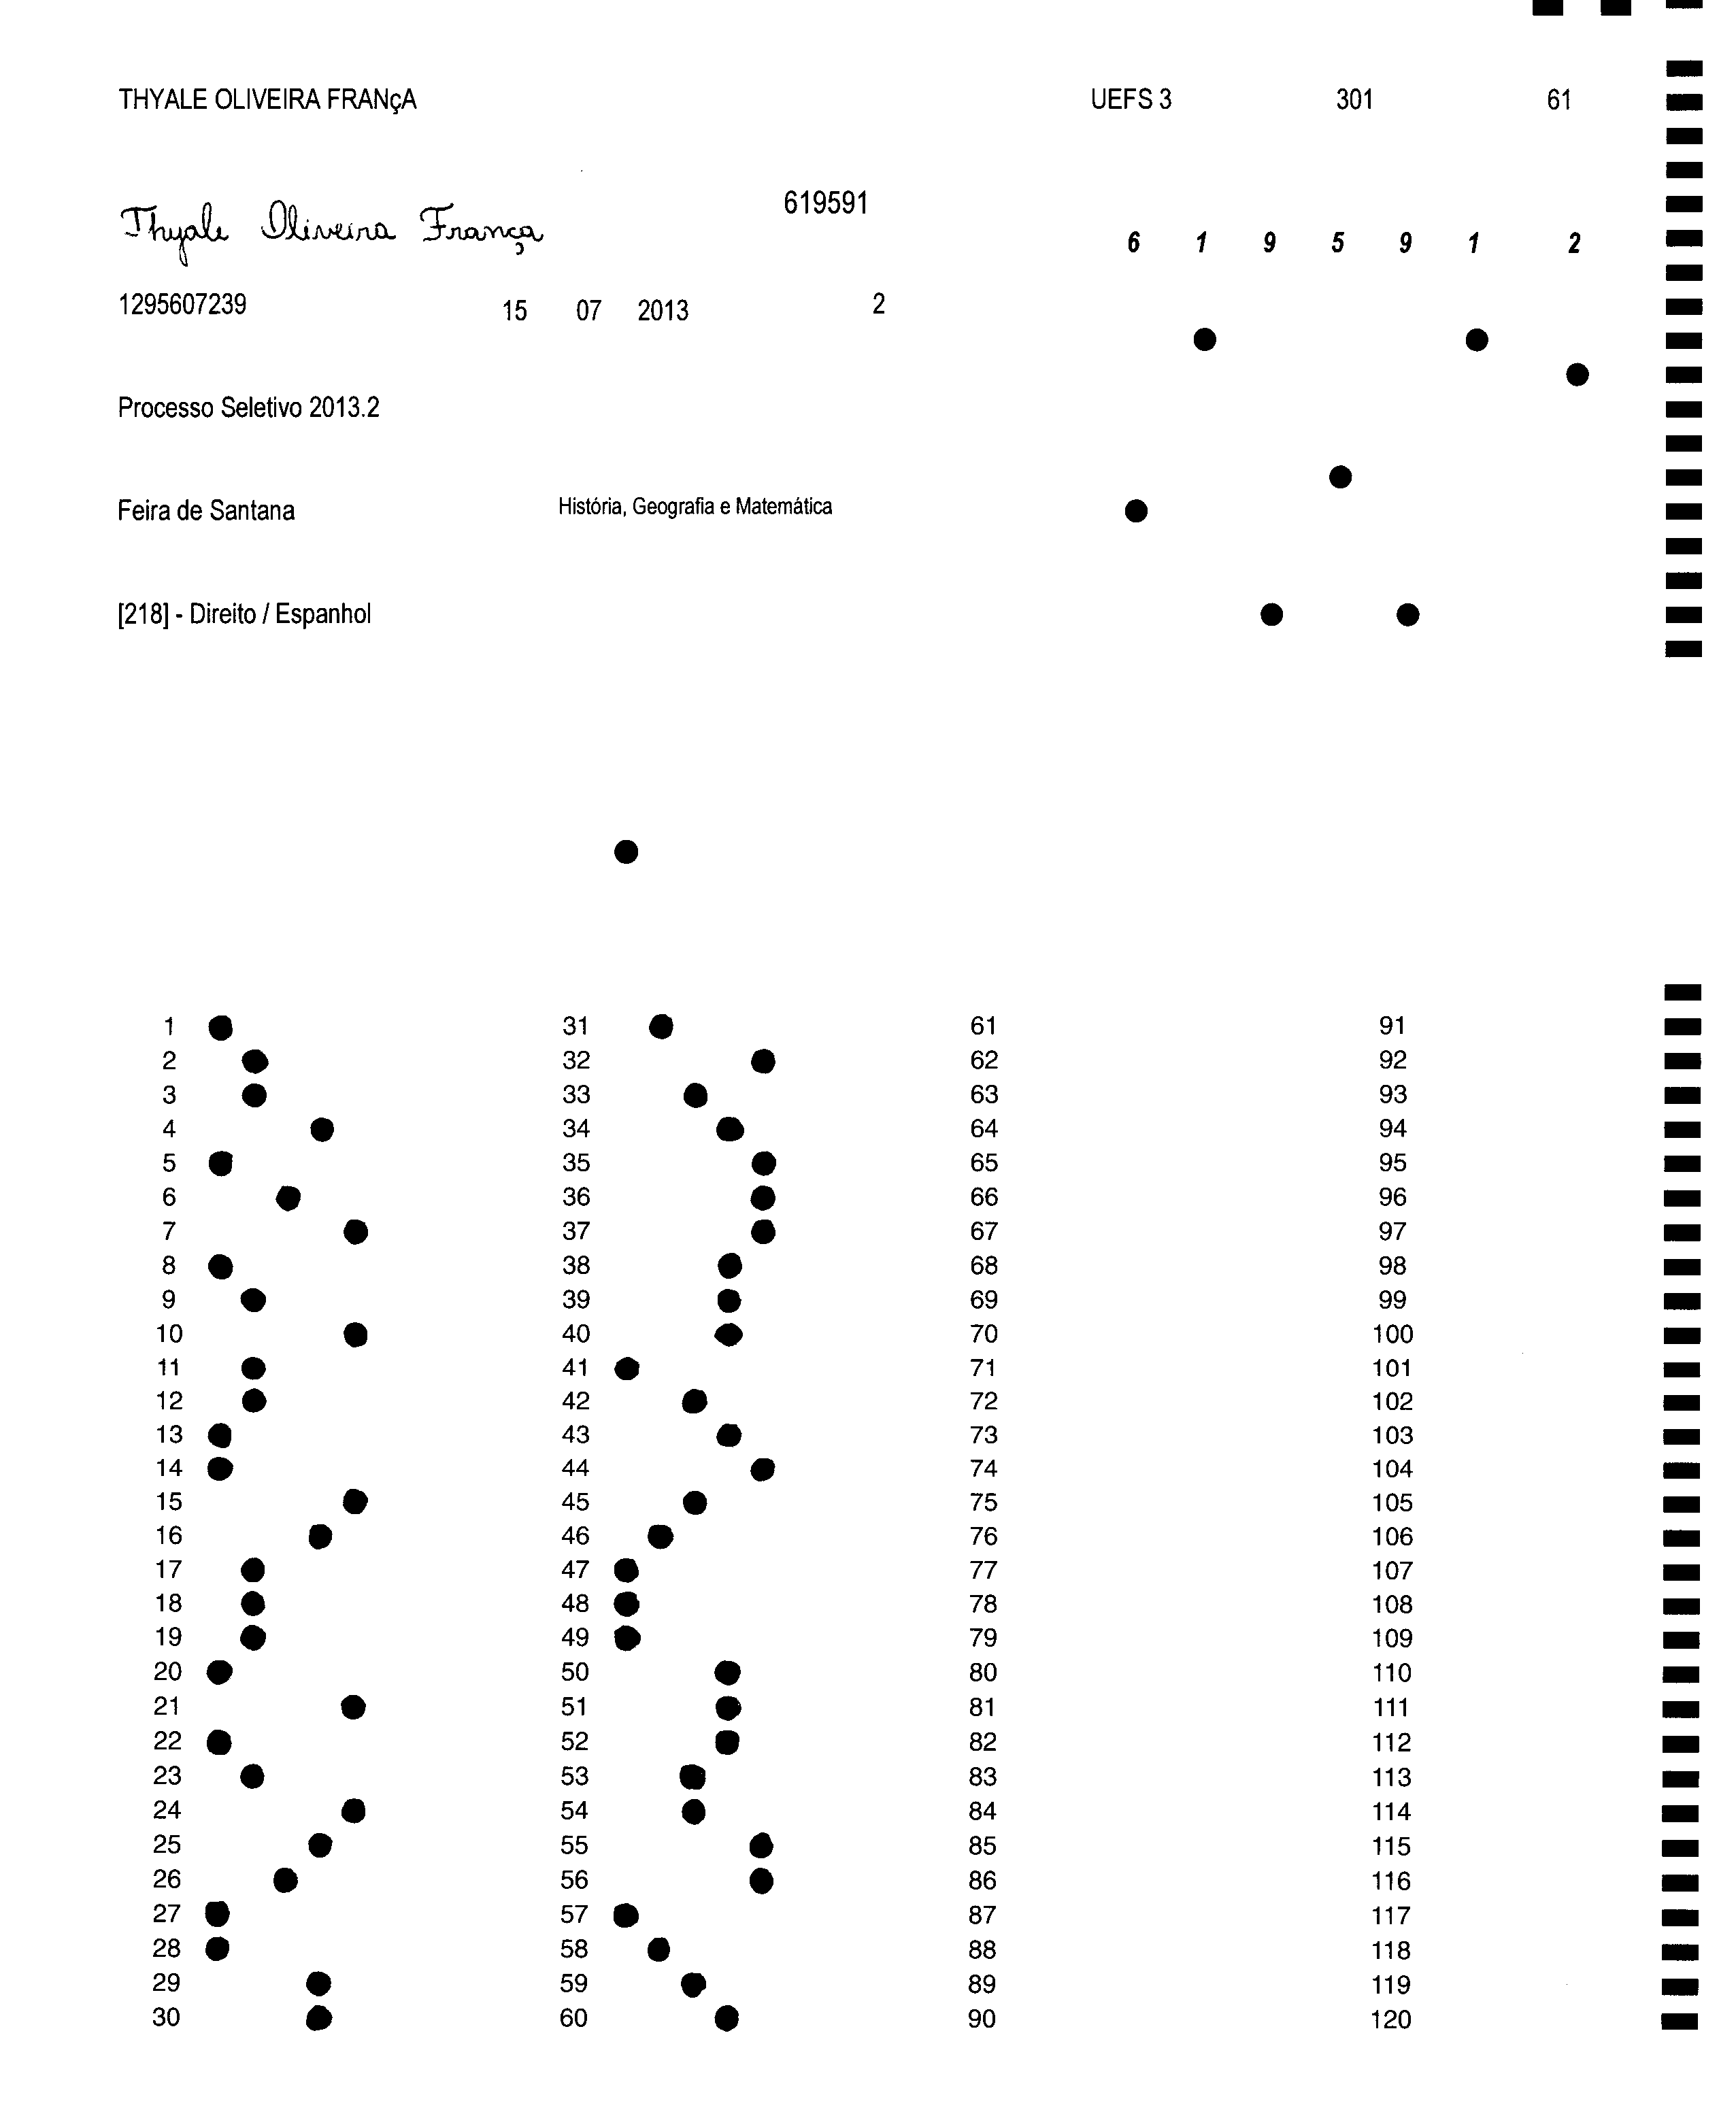 THYALE OLIVEIRA FRANçA UEFS 3 301 61
Thyale Oliveira França 619591
6 1 9 5 9 1 2
1295607239 15 07 2013 2
Processo Seletivo 2013.2
Feira de Santana História, Geografia e Matemática
[218] - Direito / Espanhol
1 31 61 91
2 32 62 92
3 33 63 93
4 34 64 94
5 35 65 95
6 36 66 96
7 37 67 97
8 38 68 98
9 39 69 99
10 40 70 100
11 41 71 101
12 42 72 102
13 43 73 103
14 44 74 104
15 45 75 105
16 46 76 106
17 47 77 107
18 48 78 108
19 49 79 109
20 50 80 110
21 51 81 111
22 52 82 112
23 53 83 113
24 54 84 114
25 55 85 115
26 56 86 116
27 57 87 117
28 58 88 118
29 59 89 119
30 60 90 120